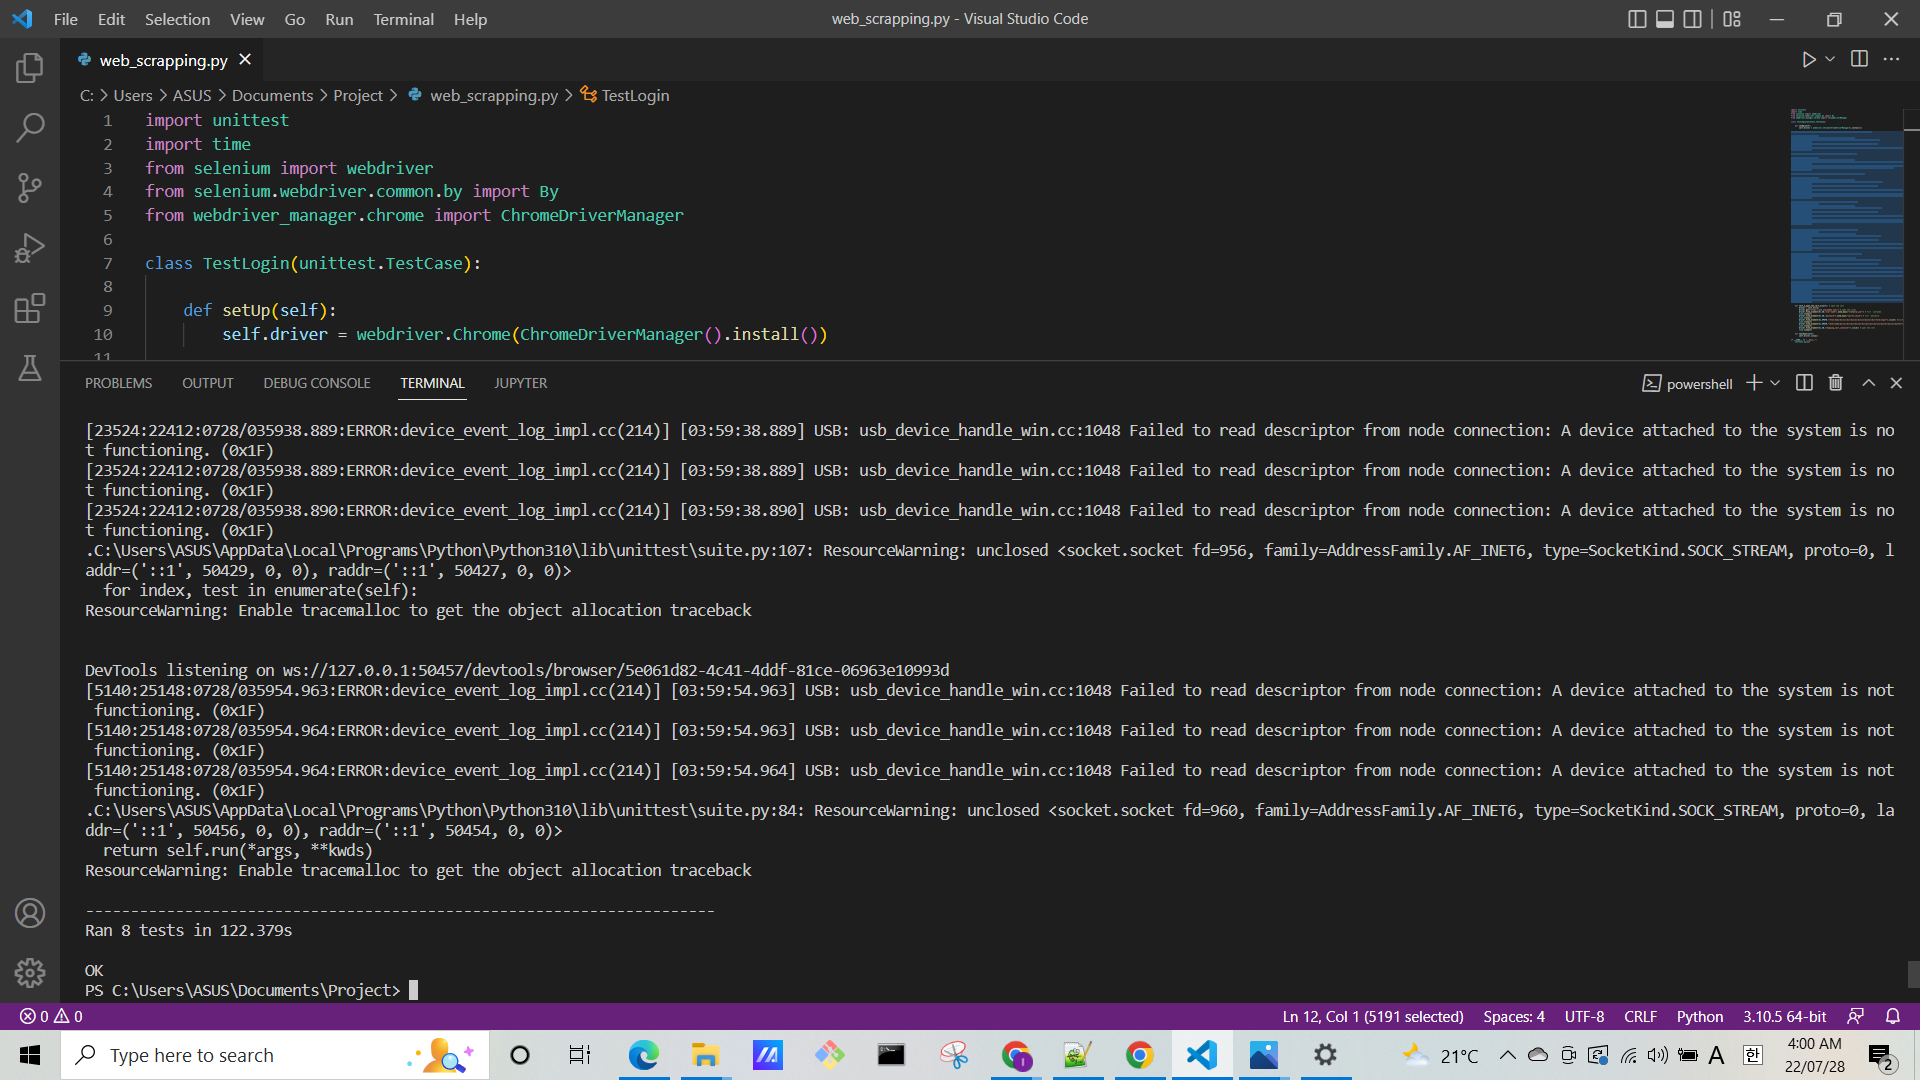 File Edit Selection View Go Run Terminal Help
web_scrapping.py - Visual Studio Code
web_scrapping.py
C: > Users > ASUS > Documents > Project > web_scrapping.py > TestLogin
1 import unittest
2 import time
3 from selenium import webdriver
4 from selenium.webdriver.common.by import By
5 from webdriver_manager.chrome import ChromeDriverManager
6
7 class TestLogin(unittest.TestCase):
8
9 def setUp(self):
10 self.driver = webdriver.Chrome(ChromeDriverManager().install())
11
PROBLEMS OUTPUT DEBUG CONSOLE TERMINAL JUPYTER
powershell
[23524:22412:0728/035938.889:ERROR:device_event_log_impl.cc(214)] [03:59:38.889] USB: usb_device_handle_win.cc:1048 Failed to read descriptor from node connection: A device attached to the system is no
t functioning. (0x1F)
[23524:22412:0728/035938.889:ERROR:device_event_log_impl.cc(214)] [03:59:38.889] USB: usb_device_handle_win.cc:1048 Failed to read descriptor from node connection: A device attached to the system is no
t functioning. (0x1F)
[23524:22412:0728/035938.890:ERROR:device_event_log_impl.cc(214)] [03:59:38.890] USB: usb_device_handle_win.cc:1048 Failed to read descriptor from node connection: A device attached to the system is no
t functioning. (0x1F)
.C:\Users\ASUS\AppData\Local\Programs\Python\Python310\lib\unittest\suite.py:107: ResourceWarning: unclosed <socket.socket fd=956, family=AddressFamily.AF_INET6, type=SocketKind.SOCK_STREAM, proto=0, l
addr=('::1', 50429, 0, 0), raddr=('::1', 50427, 0, 0)>
for index, test in enumerate(self):
ResourceWarning: Enable tracemalloc to get the object allocation traceback
DevTools listening on ws://127.0.0.1:50457/devtools/browser/5e061d82-4c41-4ddf-81ce-06963e10993d
[5140:25148:0728/035954.963:ERROR:device_event_log_impl.cc(214)] [03:59:54.963] USB: usb_device_handle_win.cc:1048 Failed to read descriptor from node connection: A device attached to the system is not
functioning. (0x1F)
[5140:25148:0728/035954.964:ERROR:device_event_log_impl.cc(214)] [03:59:54.963] USB: usb_device_handle_win.cc:1048 Failed to read descriptor from node connection: A device attached to the system is not
functioning. (0x1F)
[5140:25148:0728/035954.964:ERROR:device_event_log_impl.cc(214)] [03:59:54.964] USB: usb_device_handle_win.cc:1048 Failed to read descriptor from node connection: A device attached to the system is not
functioning. (0x1F)
.C:\Users\ASUS\AppData\Local\Programs\Python\Python310\lib\unittest\suite.py:84: ResourceWarning: unclosed <socket.socket fd=960, family=AddressFamily.AF_INET6, type=SocketKind.SOCK_STREAM, proto=0, la
ddr=('::1', 50456, 0, 0), raddr=('::1', 50454, 0, 0)>
return self.run(*args, **kwds)
ResourceWarning: Enable tracemalloc to get the object allocation traceback
----------------------------------------------------------------------
Ran 8 tests in 122.379s
OK
PS C:\Users\ASUS\Documents\Project>
0 0 Ln 12, Col 1 (5191 selected) Spaces: 4 UTF-8 CRLF Python 3.10.5 64-bit
Type here to search
21°C
A
한
4:00 AM
22/07/28
2